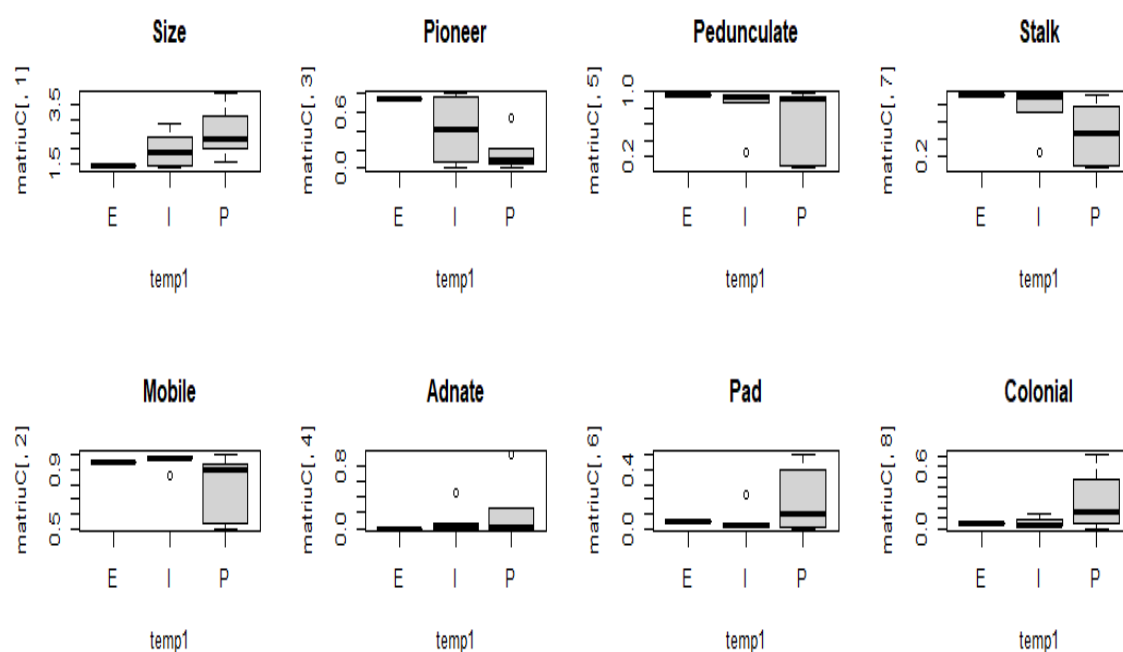 Size
matriuC[, 1]
1.5
3.5
E I P
temp1
Pioneer
matriuC[, 3]
0.0
0.6
E I P
temp1
Pedunculate
matriuC[, 5]
0.2
1.0
E I P
temp1
Stalk
matriuC[, 7]
0.2
E I P
temp1
Mobile
matriuC[, 2]
0.5
0.9
E I P
temp1
Adnate
matriuC[, 4]
0.0
0.8
E I P
temp1
Pad
matriuC[, 6]
0.0
0.4
E I P
temp1
Colonial
matriuC[, 8]
0.0
0.6
E I P
temp1